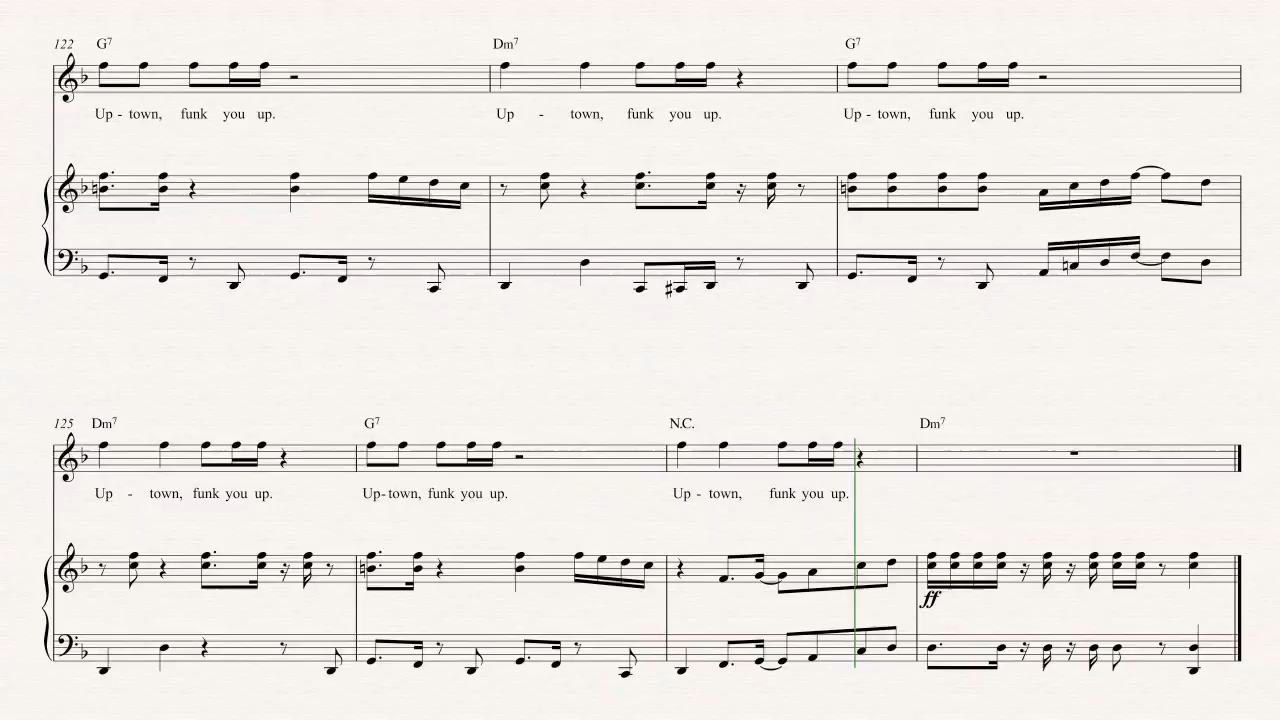 122 G7 Dm7 G7
Up - town, funk you up. Up - town, funk you up. Up - town, funk you up.
125 Dm7 G7 N.C. Dm7
Up - town, funk you up. Up - town, funk you up. Up - town, funk you up.
ff